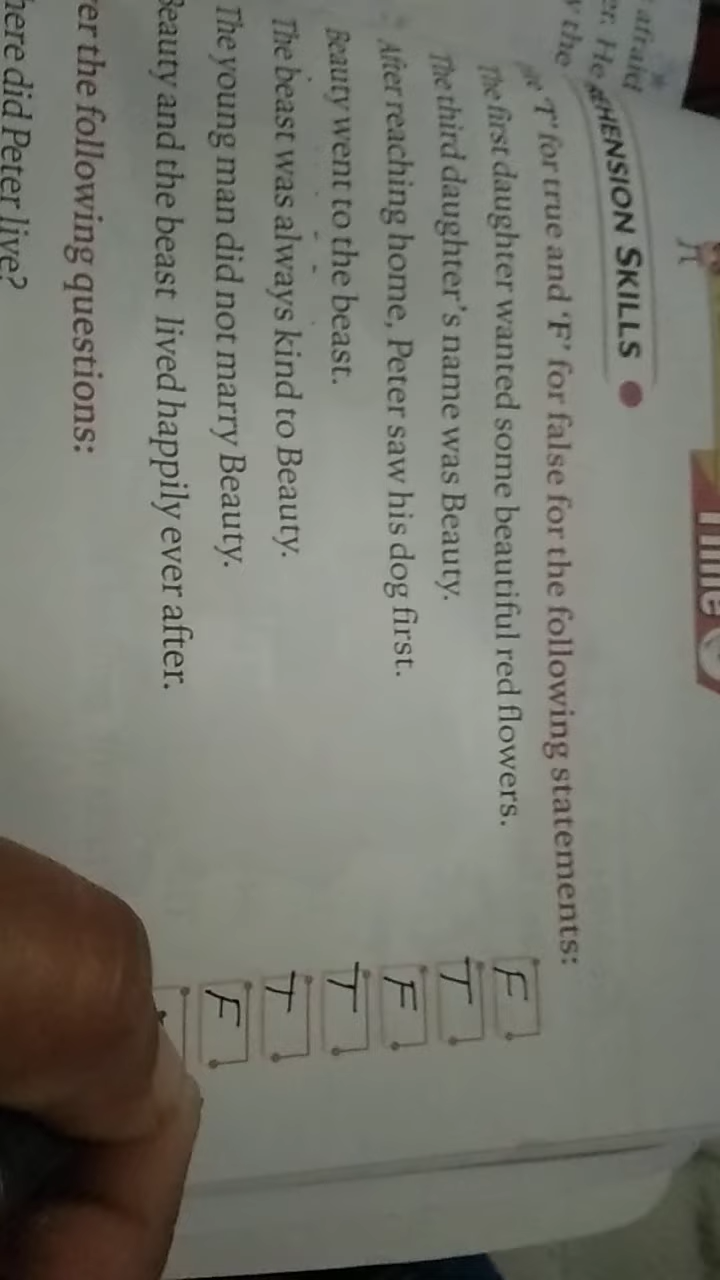 afraid
er. He
y the
HENSION SKILLS
'T' for true and 'F' for false for the following statements:
The first daughter wanted some beautiful red flowers. F
The third daughter's name was Beauty. T
After reaching home, Peter saw his dog first. F
Beauty went to the beast. T
The beast was always kind to Beauty. T
The young man did not marry Beauty. F
Beauty and the beast lived happily ever after.
er the following questions:
here did Peter live?